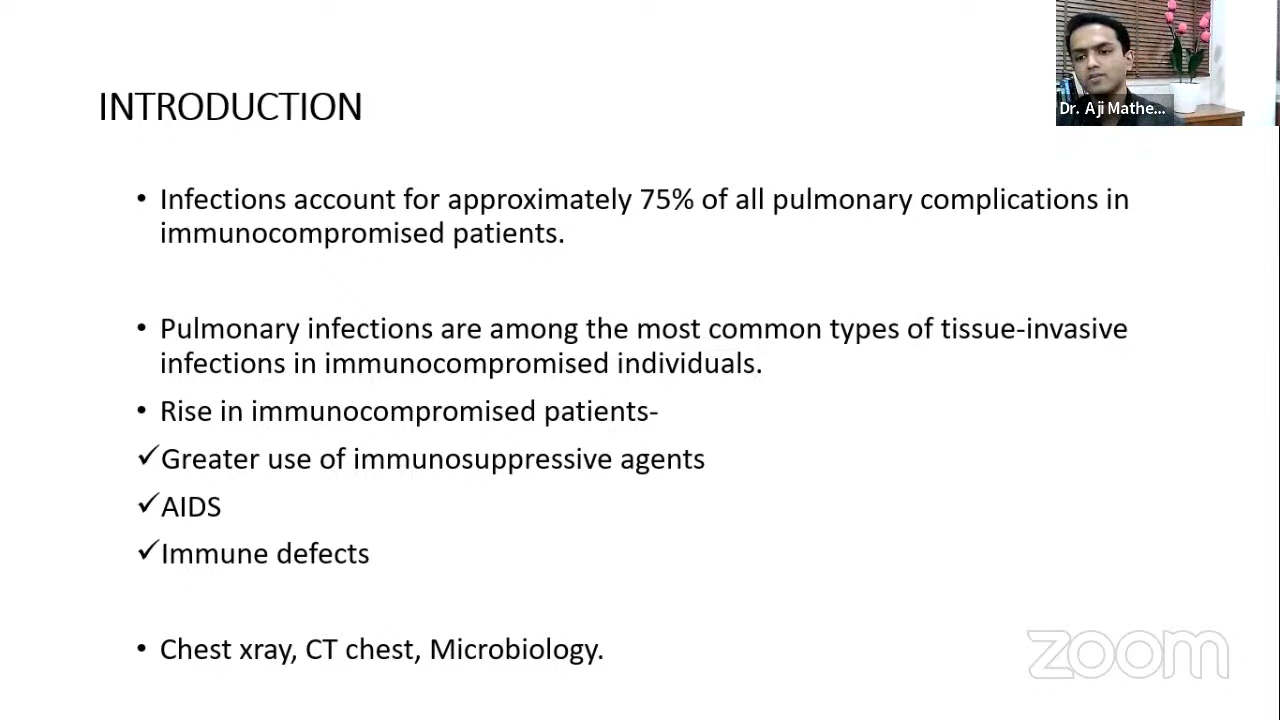 Dr. Aji Mathe...
INTRODUCTION
• Infections account for approximately 75% of all pulmonary complications in
immunocompromised patients.
• Pulmonary infections are among the most common types of tissue-invasive
infections in immunocompromised individuals.
• Rise in immunocompromised patients-
✓Greater use of immunosuppressive agents
✓AIDS
✓Immune defects
• Chest xray, CT chest, Microbiology.
zoom